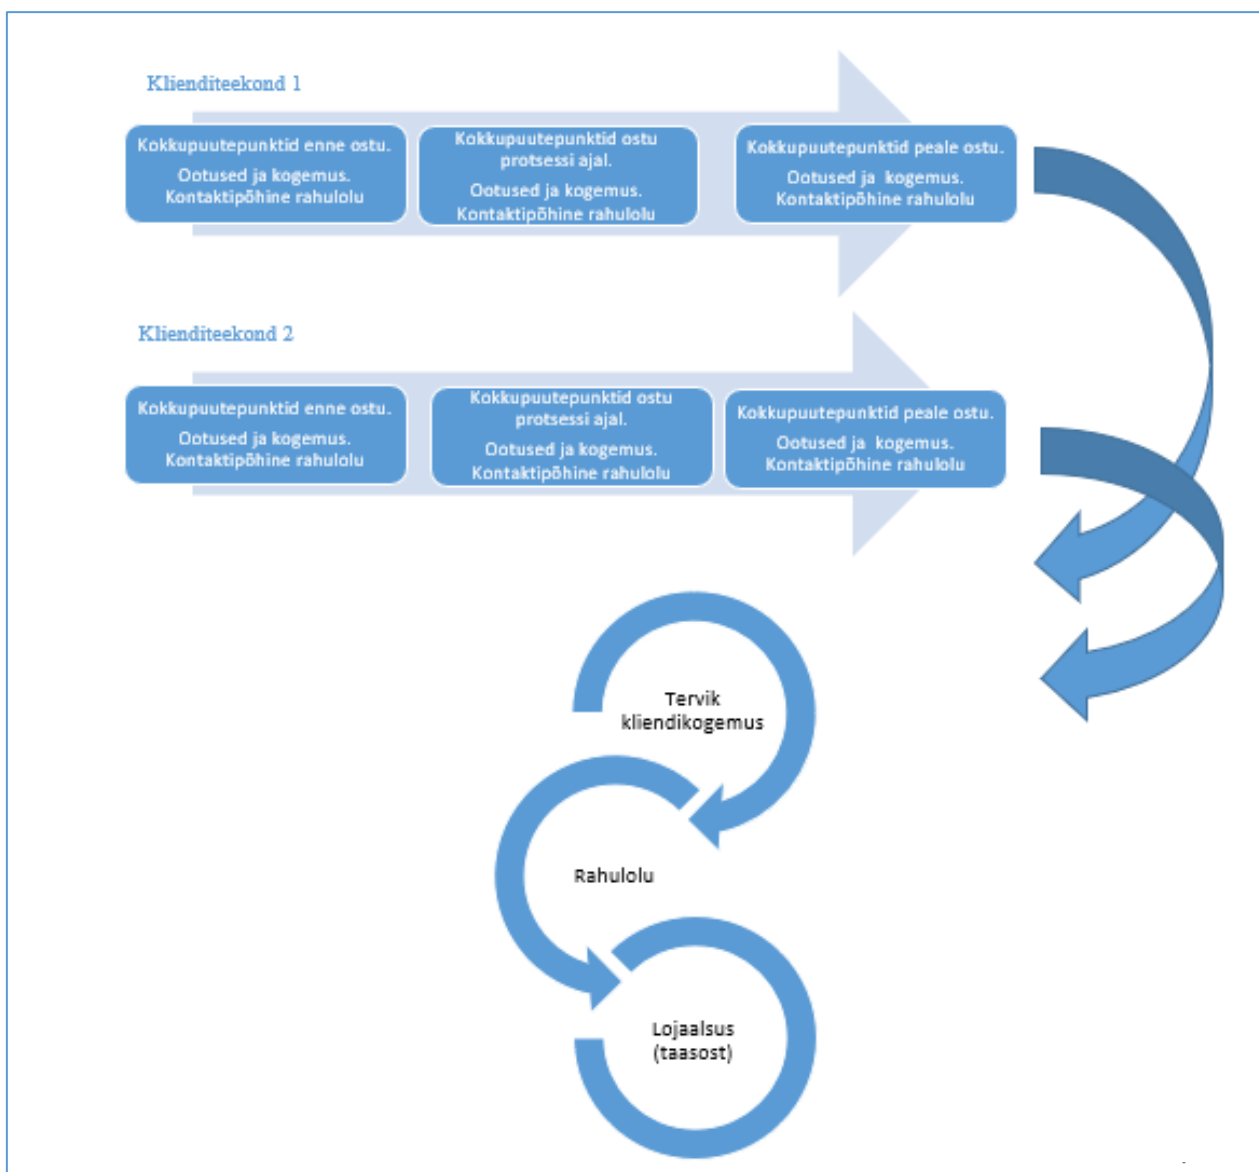 Klienditeekond 1
Kokkupuutepunktid enne ostu.
Ootused ja kogemus.
Kontaktipõhine rahulolu
Kokkupuutepunktid ostu
protsessi ajal.
Ootused ja kogemus.
Kontaktipõhine rahulolu
Kokkupuutepunktid peale ostu.
Ootused ja kogemus.
Kontaktipõhine rahulolu
Klienditeekond 2
Kokkupuutepunktid enne ostu.
Ootused ja kogemus.
Kontaktipõhine rahulolu
Kokkupuutepunktid ostu
protsessi ajal.
Ootused ja kogemus.
Kontaktipõhine rahulolu
Kokkupuutepunktid peale ostu.
Ootused ja kogemus.
Kontaktipõhine rahulolu
Tervik
kliendikogemus
Rahulolu
Lojaalsus
(taasost)